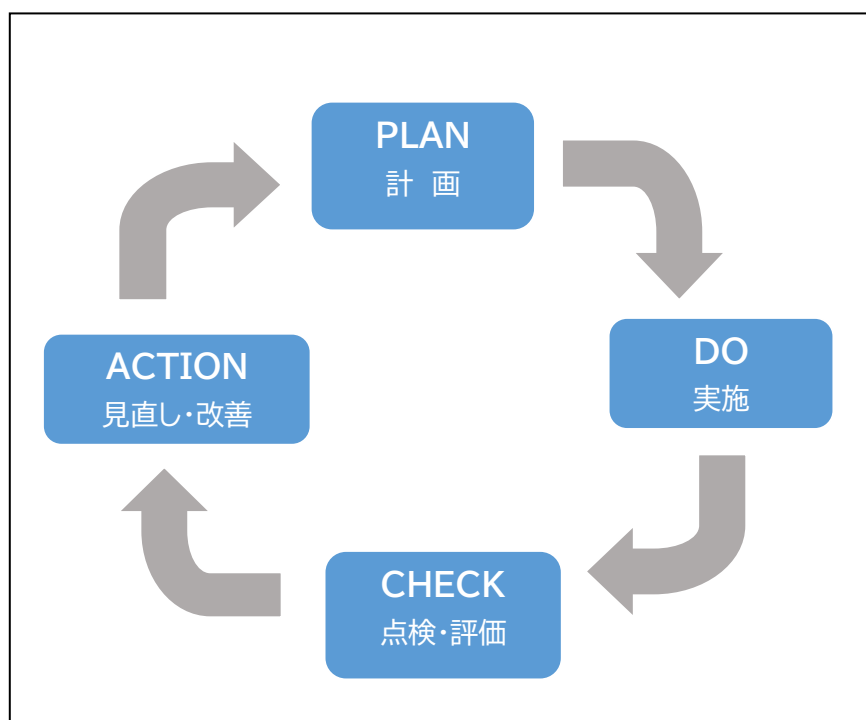 PLAN
計 画
DO
実施
CHECK
点検・評価
ACTION
見直し・改善